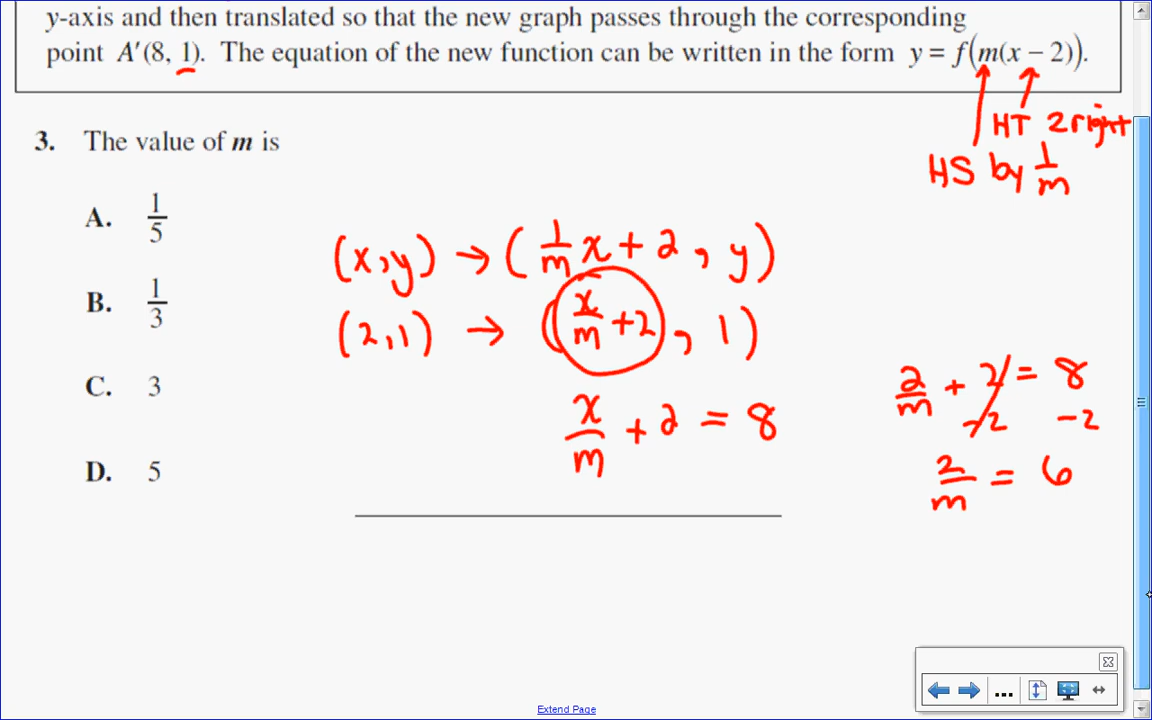 y-axis and then translated so that the new graph passes through the corresponding
point A′(8, 1). The equation of the new function can be written in the form y = f(m(x − 2)).
HT 2 right
HS by 1/m
3. The value of m is
A. 1/5
B. 1/3
C. 3
D. 5
(x,y) → (1/m x + 2, y)
(2,1) → (x/m + 2, 1)
x/m + 2 = 8
2/m + 2 = 8
-2 -2
2/m = 6
...
Extend Page